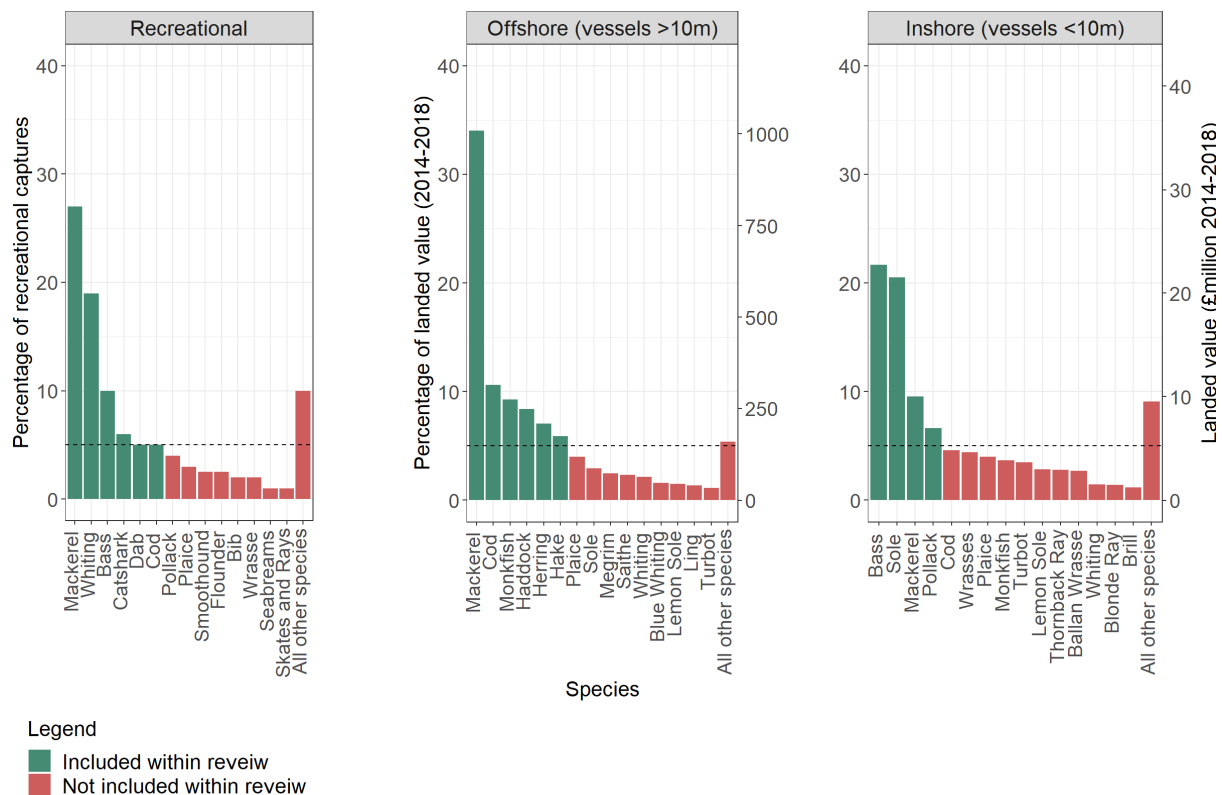 Recreational
Offshore (vessels >10m)
Inshore (vessels <10m)
Percentage of recreational captures
40
30
20
10
0
Mackerel
Whiting
Bass
Catshark
Dab
Cod
Pollack
Plaice
Smoothound
Flounder
Bib
Wrasse
Seabreams
Skates and Rays
All other species
Percentage of landed value (2014-2018)
40
30
20
10
0
1000
750
500
250
0
Mackerel
Cod
Monkfish
Haddock
Herring
Hake
Plaice
Sole
Megrim
Saithe
Whiting
Blue Whiting
Lemon Sole
Ling
Turbot
All other species
40
30
20
10
0
40
30
20
10
0
Landed value (£million 2014-2018)
Bass
Sole
Mackerel
Pollack
Cod
Wrasses
Plaice
Monkfish
Turbot
Lemon Sole
Thornback Ray
Ballan Wrasse
Whiting
Blonde Ray
Brill
All other species
Species
Legend
Included within reveiw
Not included within reveiw